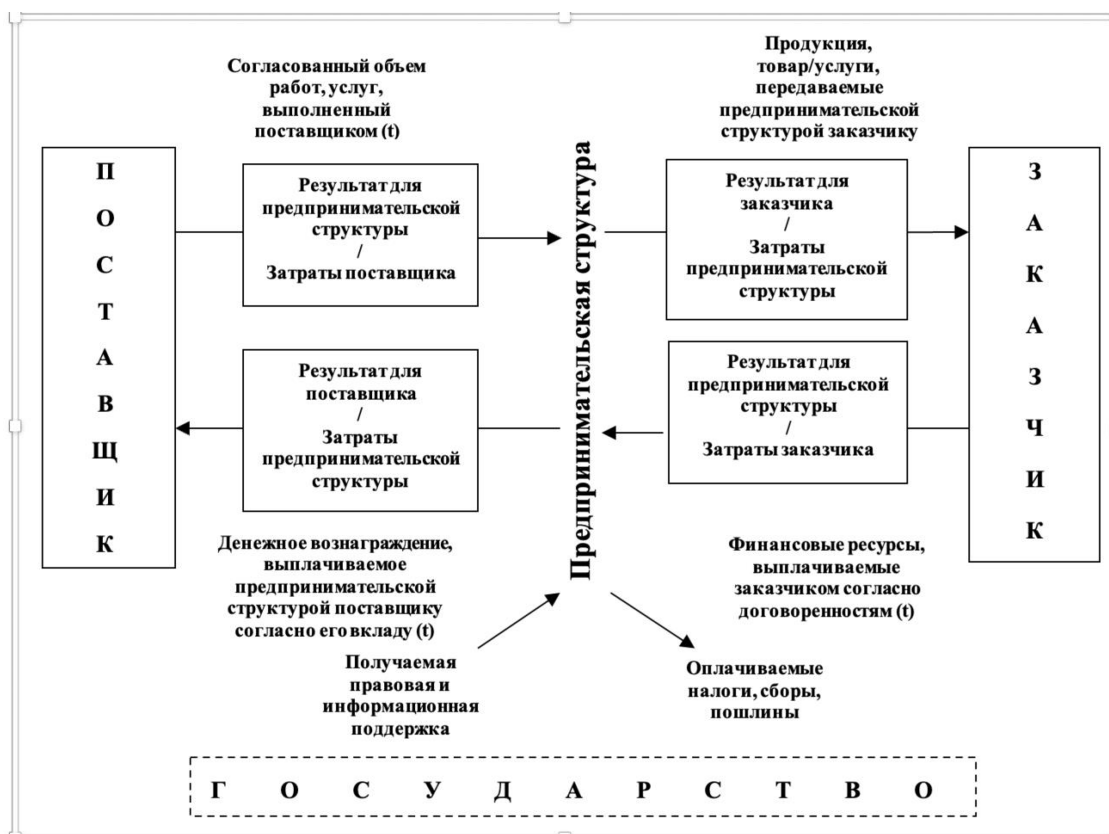 Согласованный объем
работ, услуг,
выполненный
поставщиком (t)
Продукция,
товар/услуги,
передаваемые
предпринимательской
структурой заказчику
ПОСТАВЩИК
Результат для
предпринимательской
структуры
/
Затраты поставщика
Предпринимательская структура
Результат для
заказчика
/
Затраты
предпринимательской
структуры
ЗАКАЗЧИК
Результат для
поставщика
/
Затраты
предпринимательской
структуры
Результат для
предпринимательской
структуры
/
Затраты заказчика
Денежное вознаграждение,
выплачиваемое
предпринимательской
структурой поставщику
согласно его вкладу (t)
Финансовые ресурсы,
выплачиваемые
заказчиком согласно
договоренностям (t)
Получаемая
правовая и
информационная
поддержка
Оплачиваемые
налоги, сборы,
пошлины
Г О С У Д А Р С Т В О